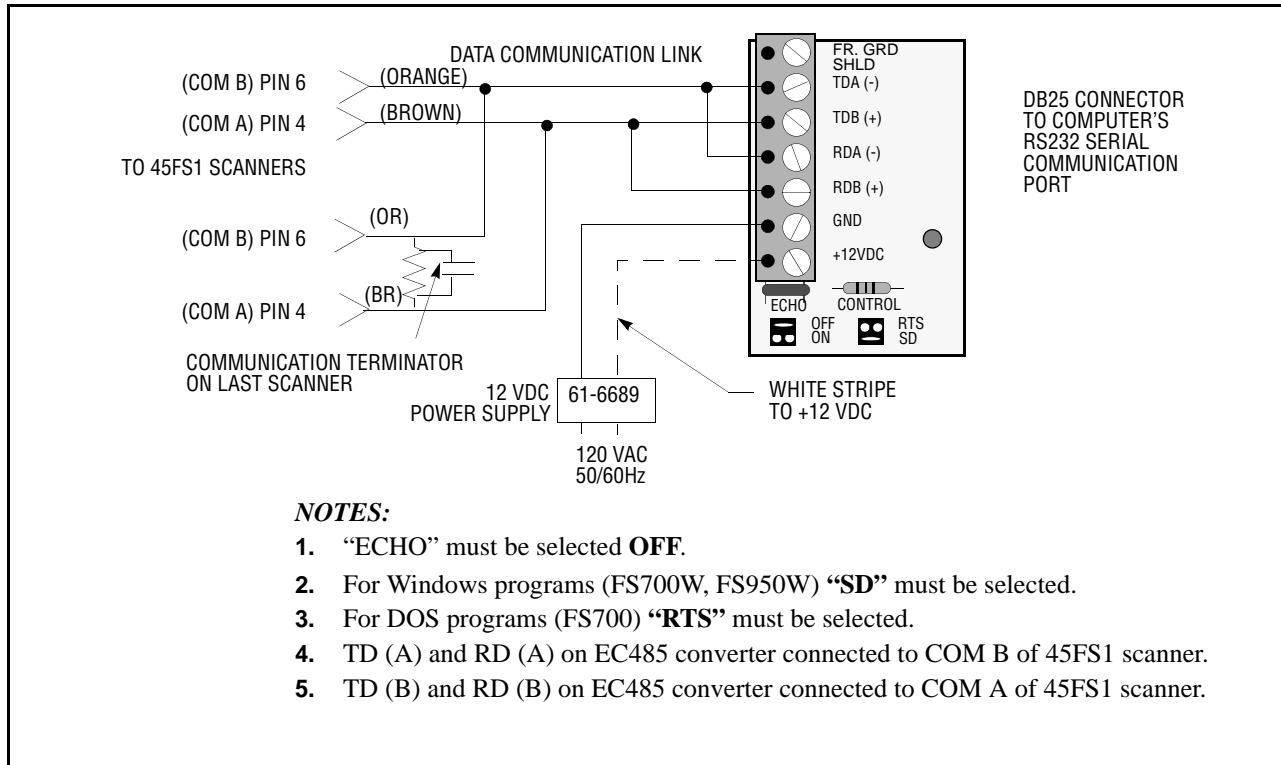 DATA COMMUNICATION LINK
(COM B) PIN 6
(ORANGE)
(COM A) PIN 4
(BROWN)
TO 45FS1 SCANNERS
(COM B) PIN 6
(OR)
(COM A) PIN 4
(BR)
COMMUNICATION TERMINATOR
ON LAST SCANNER
12 VDC
POWER SUPPLY
61-6689
120 VAC
50/60Hz
WHITE STRIPE
TO +12 VDC
FR. GRD
SHLD
TDA (-)
TDB (+)
RDA (-)
RDB (+)
GND
+12VDC
ECHO
CONTROL
OFF
ON
RTS
SD
DB25 CONNECTOR
TO COMPUTER'S
RS232 SERIAL
COMMUNICATION
PORT
NOTES:
1. “ECHO” must be selected OFF.
2. For Windows programs (FS700W, FS950W) “SD” must be selected.
3. For DOS programs (FS700) “RTS” must be selected.
4. TD (A) and RD (A) on EC485 converter connected to COM B of 45FS1 scanner.
5. TD (B) and RD (B) on EC485 converter connected to COM A of 45FS1 scanner.